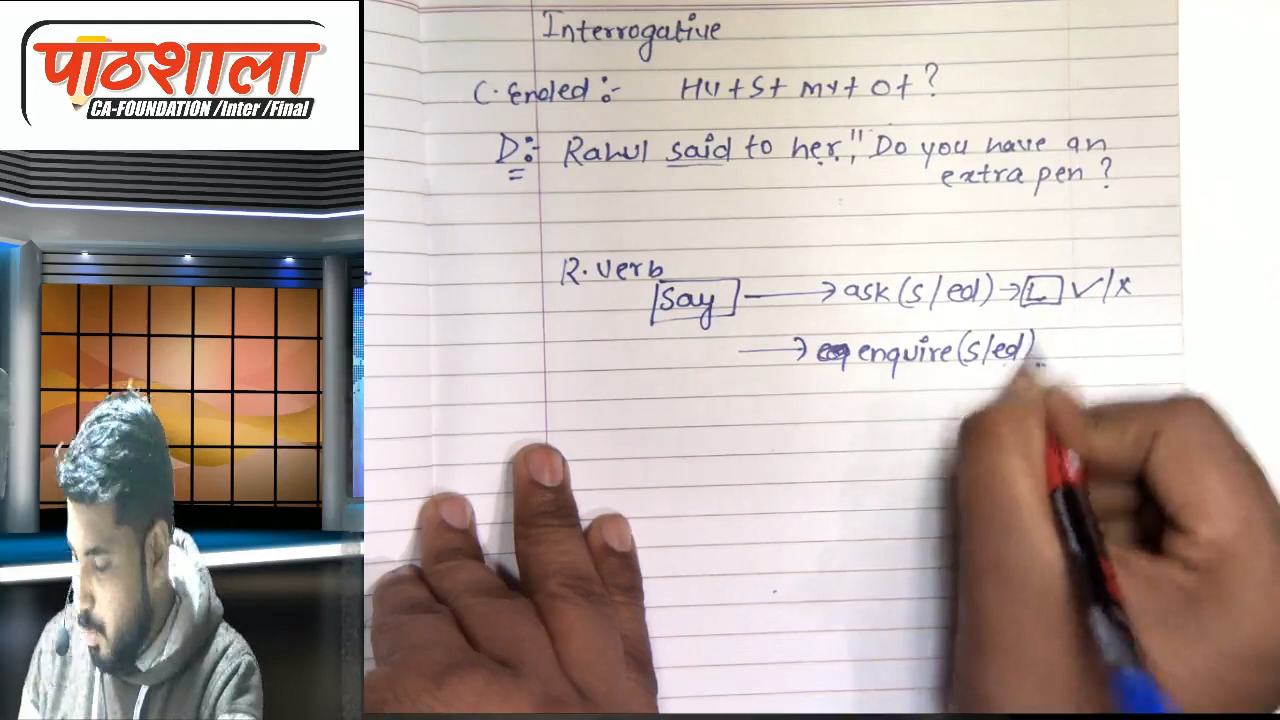 पाठशाला
CA-FOUNDATION /Inter /Final
Interrogative
C. Ended :- HV + S + MV + O + ?
D:- Rahul said to her, " Do you have an
extra pen ?
R. verb
Say → ask (s/ed) → L ✓/x
→ enquire (s/ed)